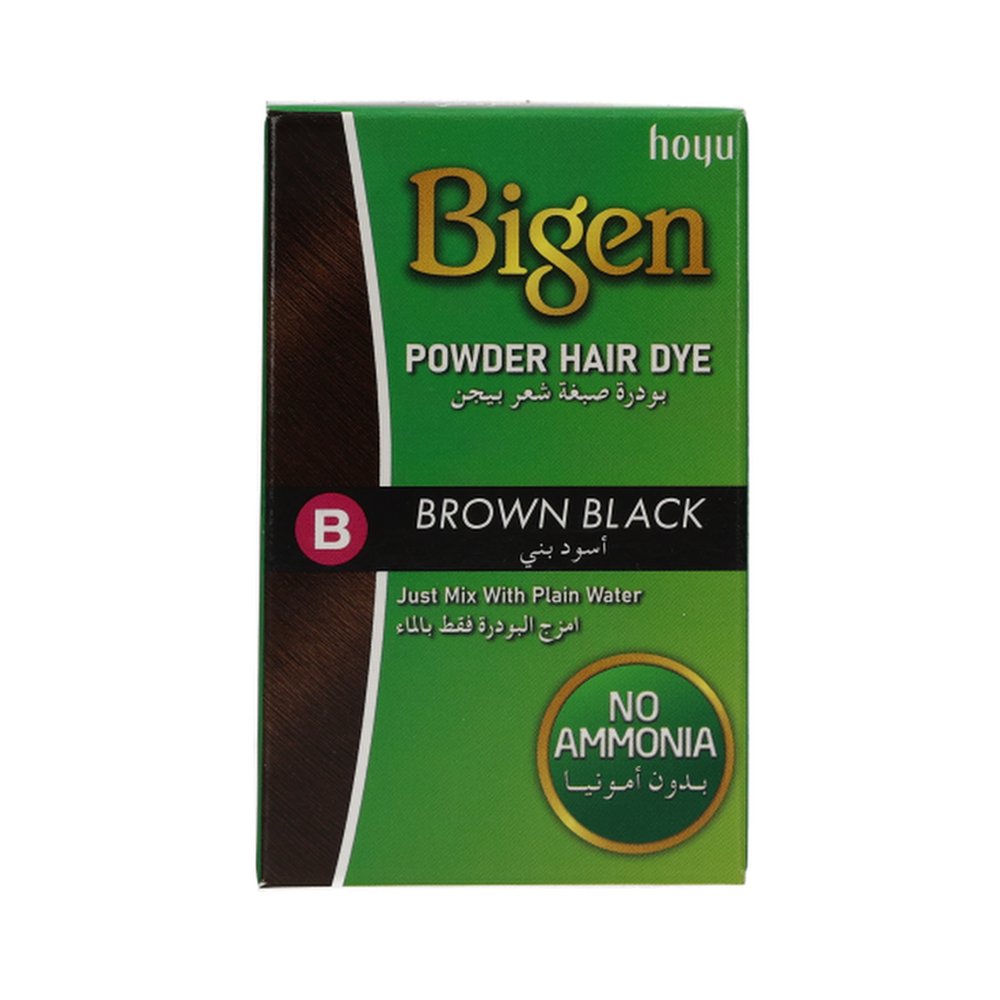 hoyu
Bigen
POWDER HAIR DYE
بودرة صبغة شعر بيجن
B
BROWN BLACK
أسود بني
Just Mix With Plain Water
امزج البودرة فقط بالماء
NO
AMMONIA
بدون أمونيا